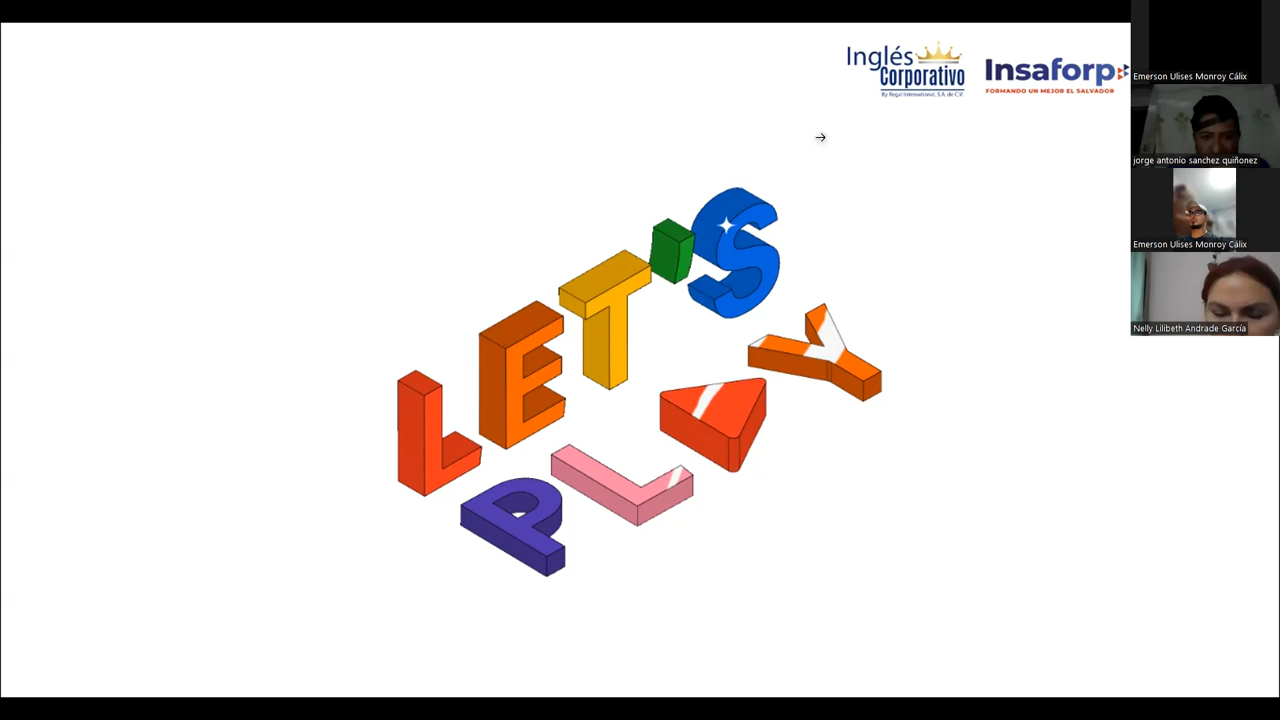 Inglés
Corporativo
By Regal International, S.A. de C.V.
Insaforp
FORMANDO UN MEJOR EL SALVADOR
LET'S
PLAY
Emerson Ulises Monroy Cálix
jorge antonio sanchez quiñonez
Emerson Ulises Monroy Cálix
Nelly Lilibeth Andrade García